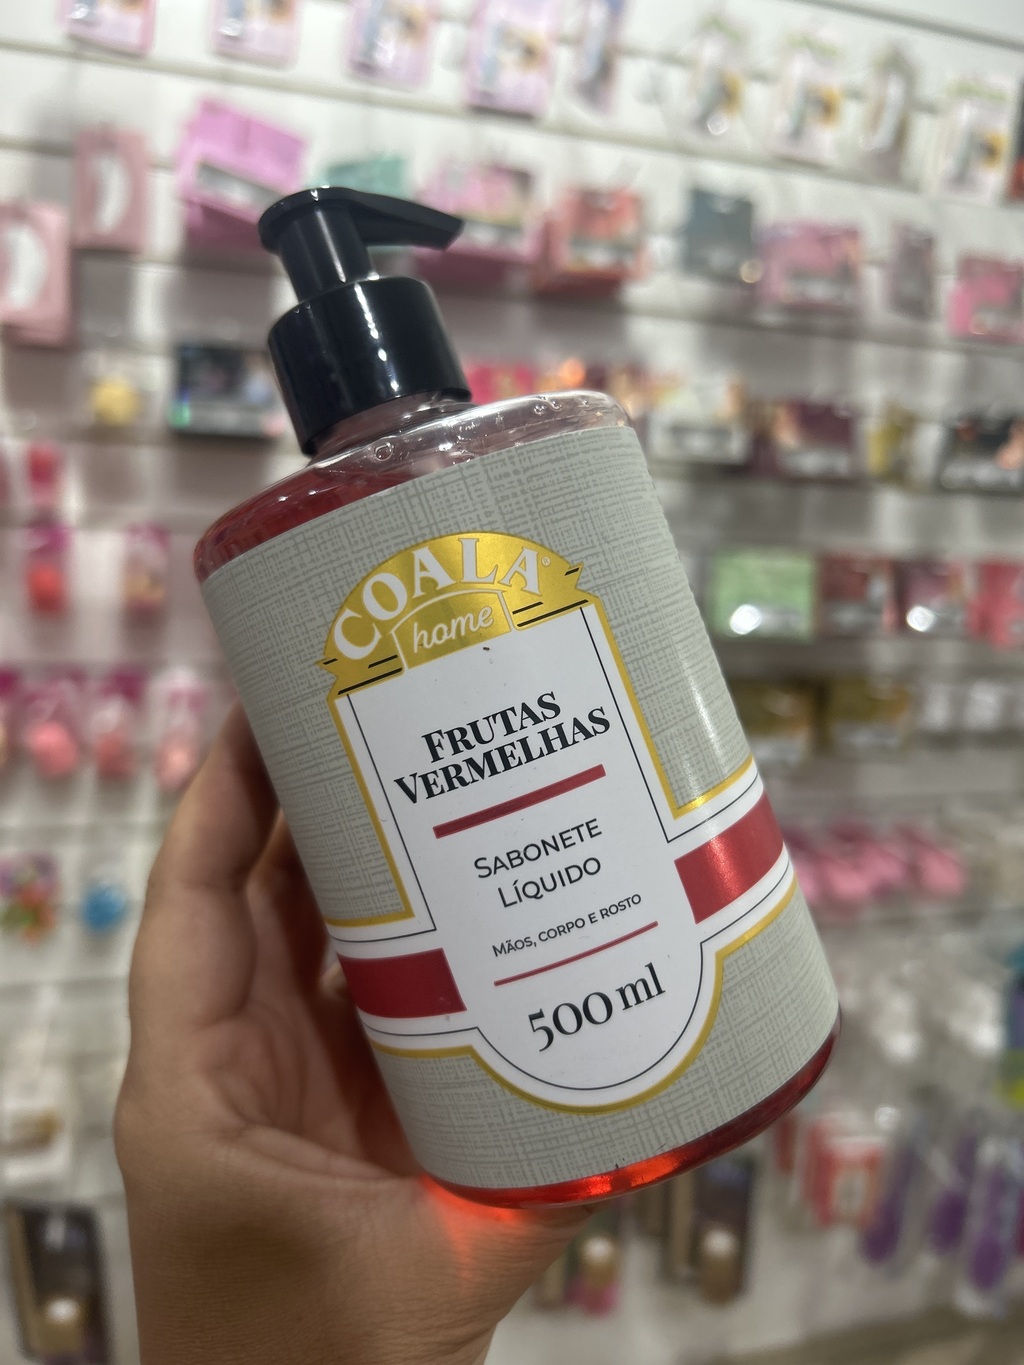 COALA®
home
FRUTAS
VERMELHAS
SABONETE
LÍQUIDO
MÃOS, CORPO E ROSTO
500 ml